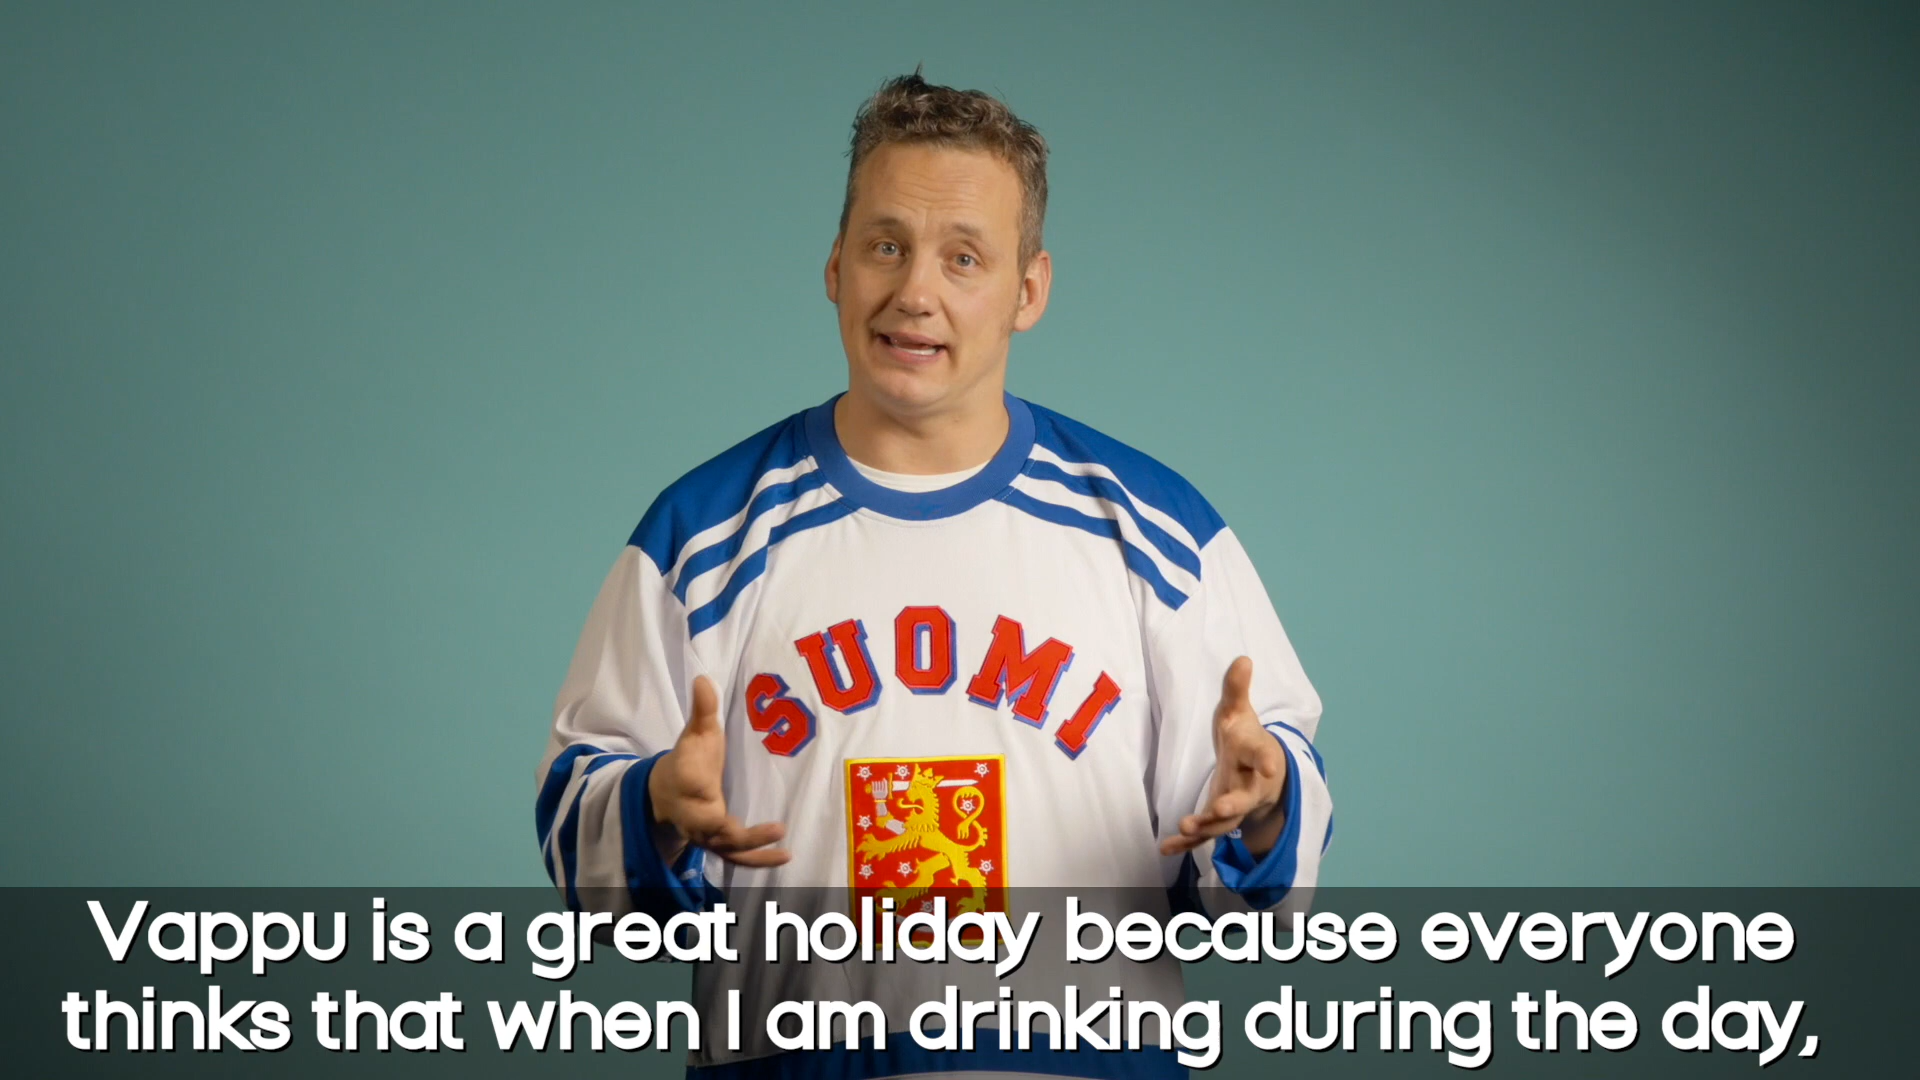 SUOMI
Vappu is a great holiday because everyone
thinks that when I am drinking during the day,